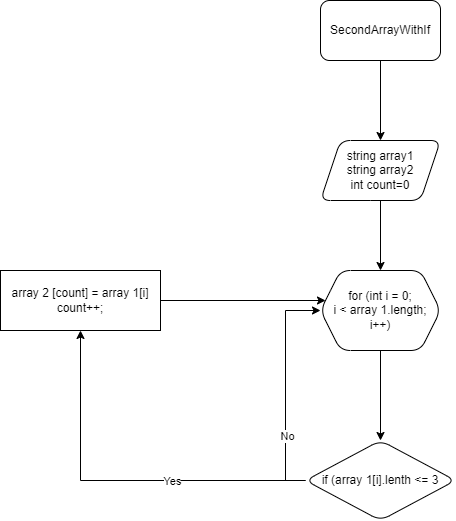 SecondArrayWithIf
string array1
string array2
int count=0
for (int i = 0;
i < array 1.length;
i++)
array 2 [count] = array 1[i]
count++;
No
Yes
if (array 1[i].lenth <= 3